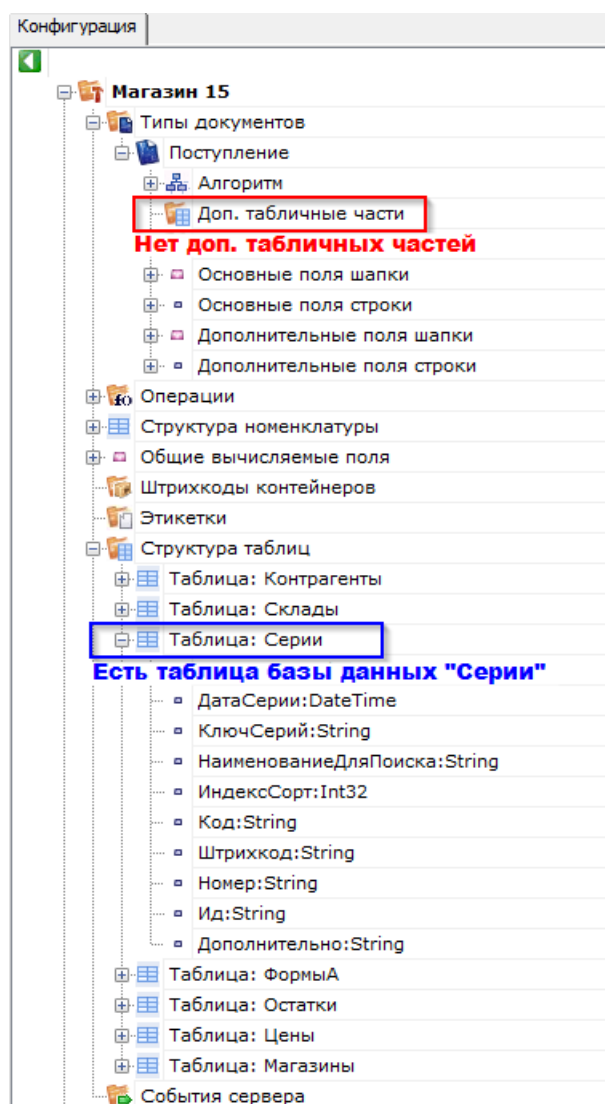 Конфигурация
Магазин 15
Типы документов
Поступление
Алгоритм
Доп. табличные части
Нет доп. табличных частей
Основные поля шапки
Основные поля строки
Дополнительные поля шапки
Дополнительные поля строки
Операции
Структура номенклатуры
Общие вычисляемые поля
Штрихкоды контейнеров
Этикетки
Структура таблиц
Таблица: Контрагенты
Таблица: Склады
Таблица: Серии
Есть таблица базы данных "Серии"
ДатаСерии:DateTime
КлючСерий:String
НаименованиеДляПоиска:String
ИндексСорт:Int32
Код:String
Штрихкод:String
Номер:String
Ид:String
Дополнительно:String
Таблица: ФормыА
Таблица: Остатки
Таблица: Цены
Таблица: Магазины
События сервера